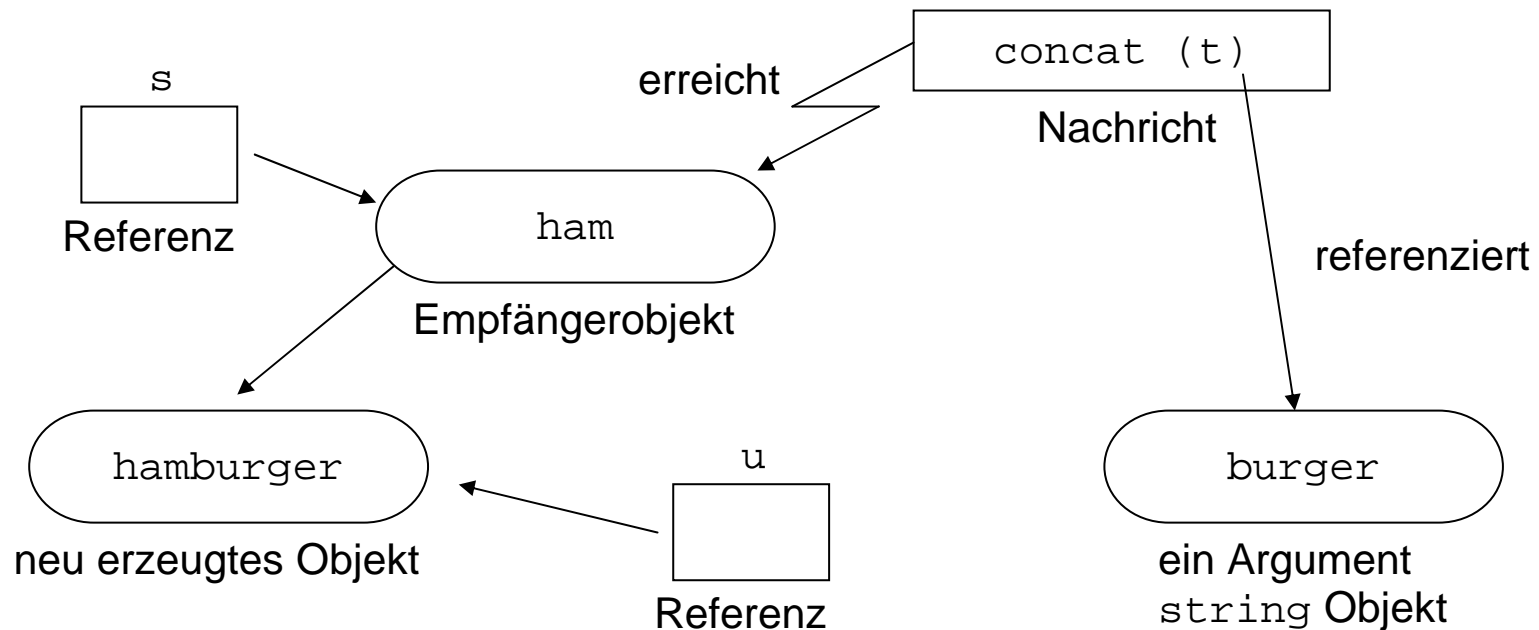 concat (t)
erreicht
s
Nachricht
Referenz
ham
referenziert
Empfängerobjekt
hamburger
u
burger
neu erzeugtes Objekt
ein Argument
string Objekt
Referenz